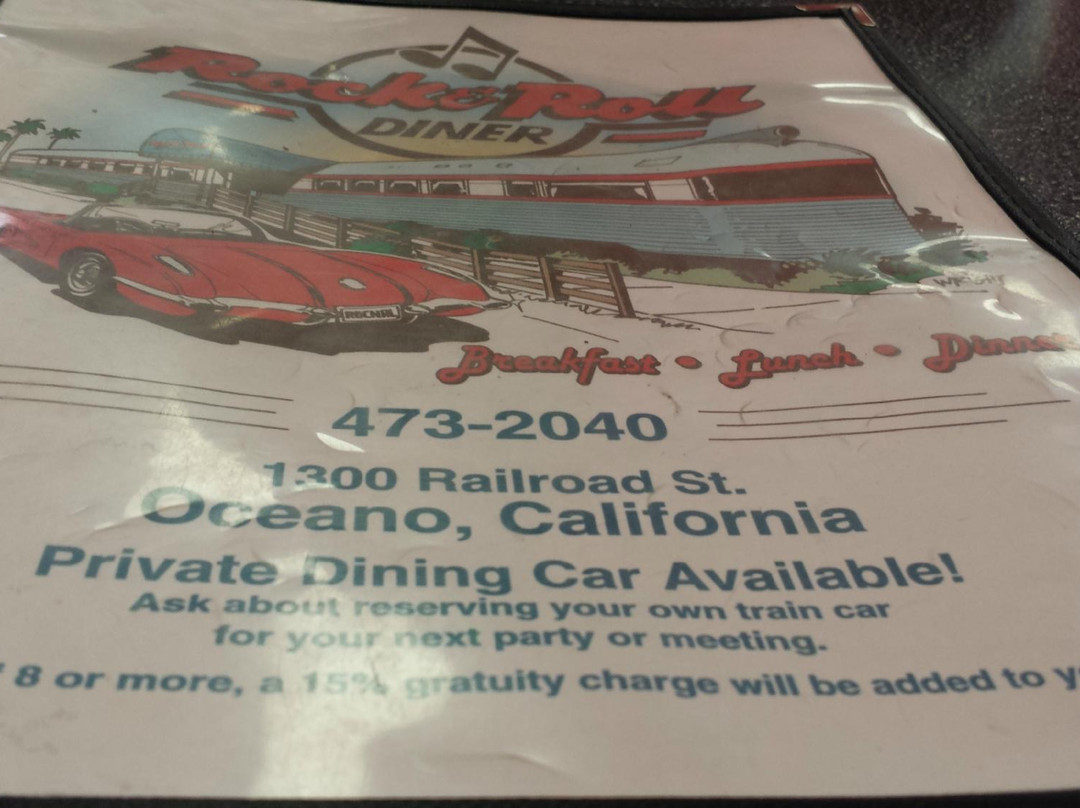 Rock & Roll
DINER
WRIGHT
RBCNRL
Breakfast • Lunch • Dinner
473-2040
1300 Railroad St.
Oceano, California
Private Dining Car Available!
Ask about reserving your own train car
for your next party or meeting.
8 or more, a 15% gratuity charge will be added to y